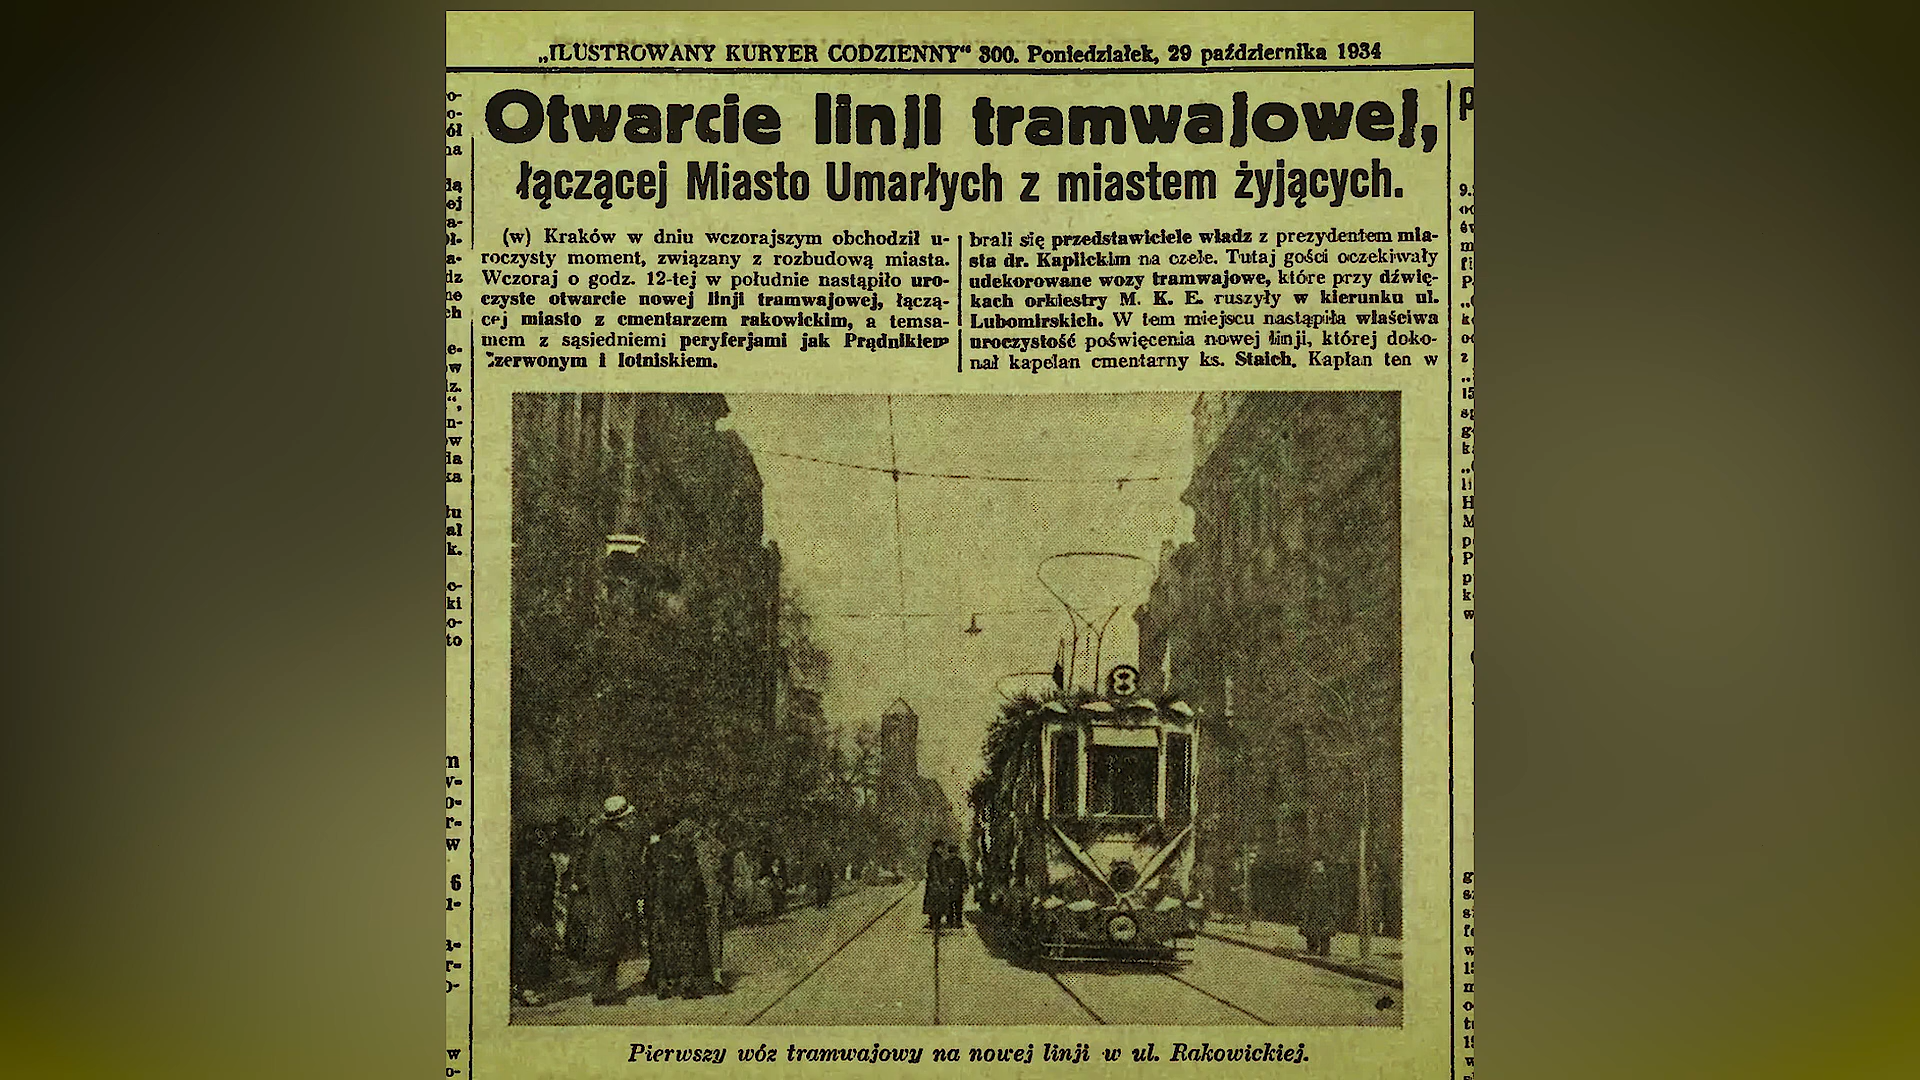 „ILUSTROWANY KURYER CODZIENNY“ 300. Poniedziałek, 29 października 1934
Otwarcie linji tramwajowej,
łączącej Miasto Umarłych z miastem żyjących.
(w) Kraków w dniu wczorajszym obchodził u-
roczysty moment, związany z rozbudową miasta.
Wczoraj o godz. 12-tej w południe nastąpiło uro-
czyste otwarcie nowej linji tramwajowej, łączą-
cej miasto z cmentarzem rakowickim, a temsa-
mem z sąsiedniemi peryferjami jak Prądnikiem
Czerwonym i lotniskiem.
brali się przedstawiciele władz z prezydentem mia-
sta dr. Kaplickim na czele. Tutaj gości oczekiwały
udekorowane wozy tramwajowe, które przy dźwię-
kach orkiestry M. K. E. ruszyły w kierunku ul.
Lubomirskich. W tem miejscu nastąpiła właściwa
uroczystość poświęcenia nowej linji, której doko-
nał kapelan cmentarny ks. Staich. Kapłan ten w
8
Pierwszy wóz tramwajowy na nowej linji w ul. Rakowickiej.